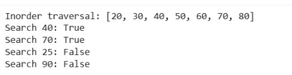 Inorder traversal: [20, 30, 40, 50, 60, 70, 80]
Search 40: True
Search 70: True
Search 25: False
Search 90: False